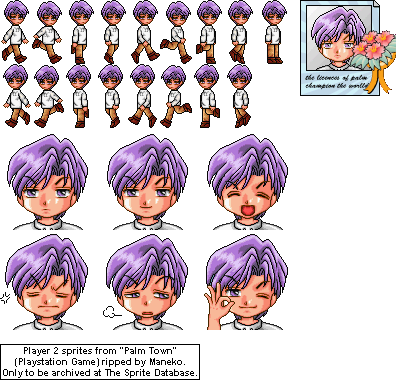 the licences of palm
champion the world
Player 2 sprites from "Palm Town"
(Playstation Game) ripped by Maneko.
Only to be archived at The Sprite Database.